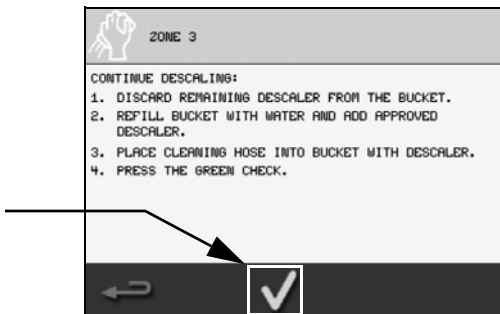 ZONE 3
CONTINUE DESCALING:
1. DISCARD REMAINING DESCALER FROM THE BUCKET.
2. REFILL BUCKET WITH WATER AND ADD APPROVED
DESCALER.
3. PLACE CLEANING HOSE INTO BUCKET WITH DESCALER.
4. PRESS THE GREEN CHECK.